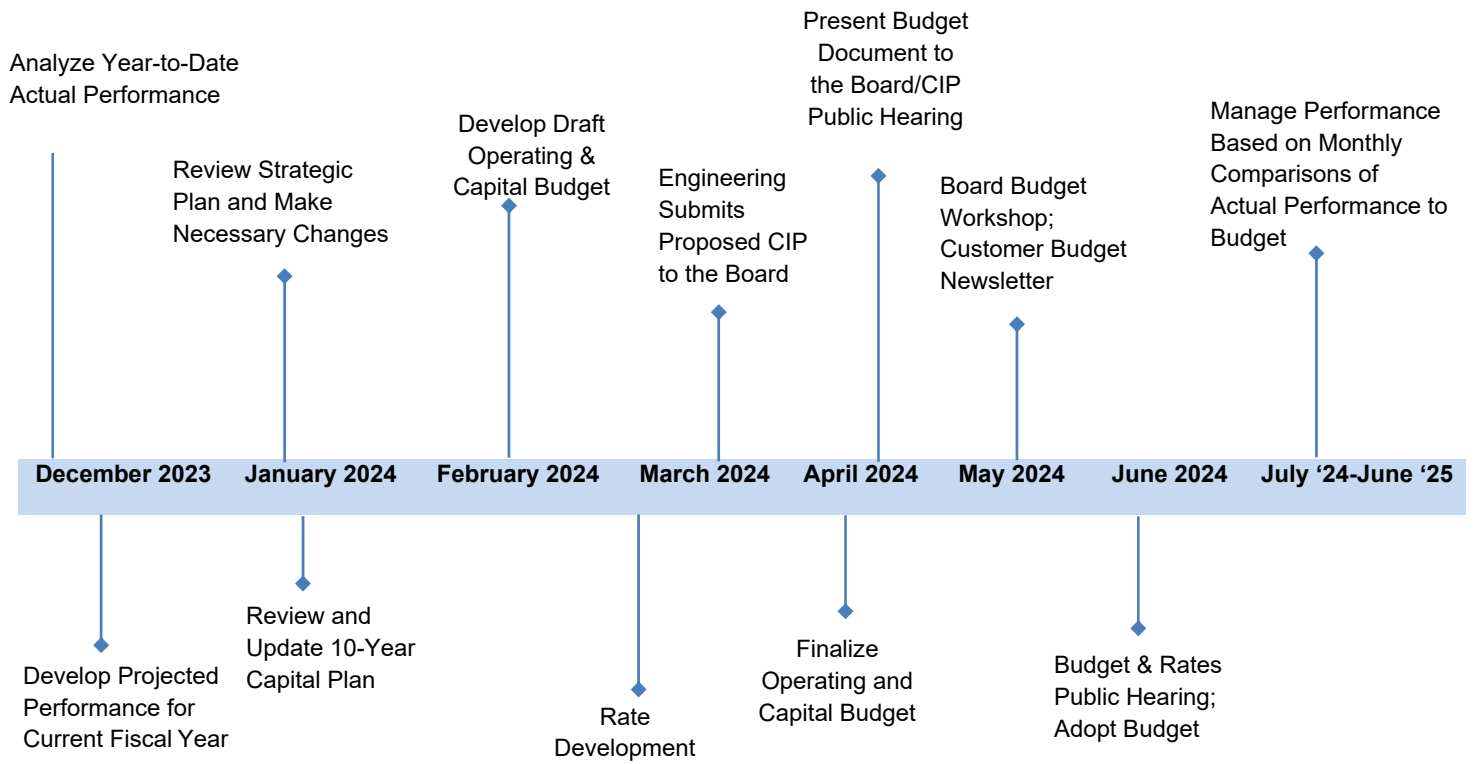 Analyze Year-to-Date
Actual Performance
Review Strategic
Plan and Make
Necessary Changes
Develop Draft
Operating &
Capital Budget
Engineering
Submits
Proposed CIP
to the Board
Present Budget
Document to
the Board/CIP
Public Hearing
Board Budget
Workshop;
Customer Budget
Newsletter
Manage Performance
Based on Monthly
Comparisons of
Actual Performance to
Budget
December 2023 January 2024 February 2024 March 2024 April 2024 May 2024 June 2024 July ‘24-June ‘25
Develop Projected
Performance for
Current Fiscal Year
Review and
Update 10-Year
Capital Plan
Rate
Development
Finalize
Operating and
Capital Budget
Budget & Rates
Public Hearing;
Adopt Budget